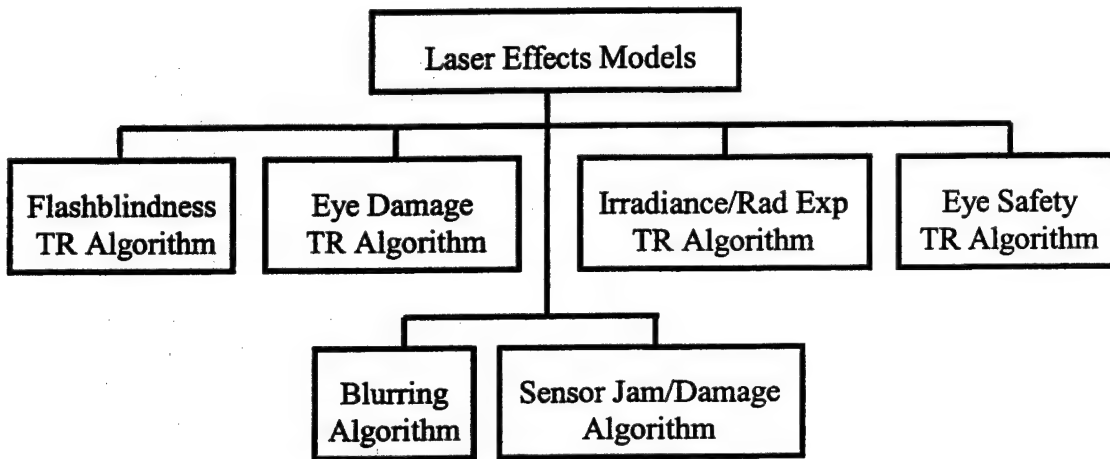 Laser Effects Models
Flashblindness
TR Algorithm
Eye Damage
TR Algorithm
Irradiance/Rad Exp
TR Algorithm
Eye Safety
TR Algorithm
Blurring
Algorithm
Sensor Jam/Damage
Algorithm